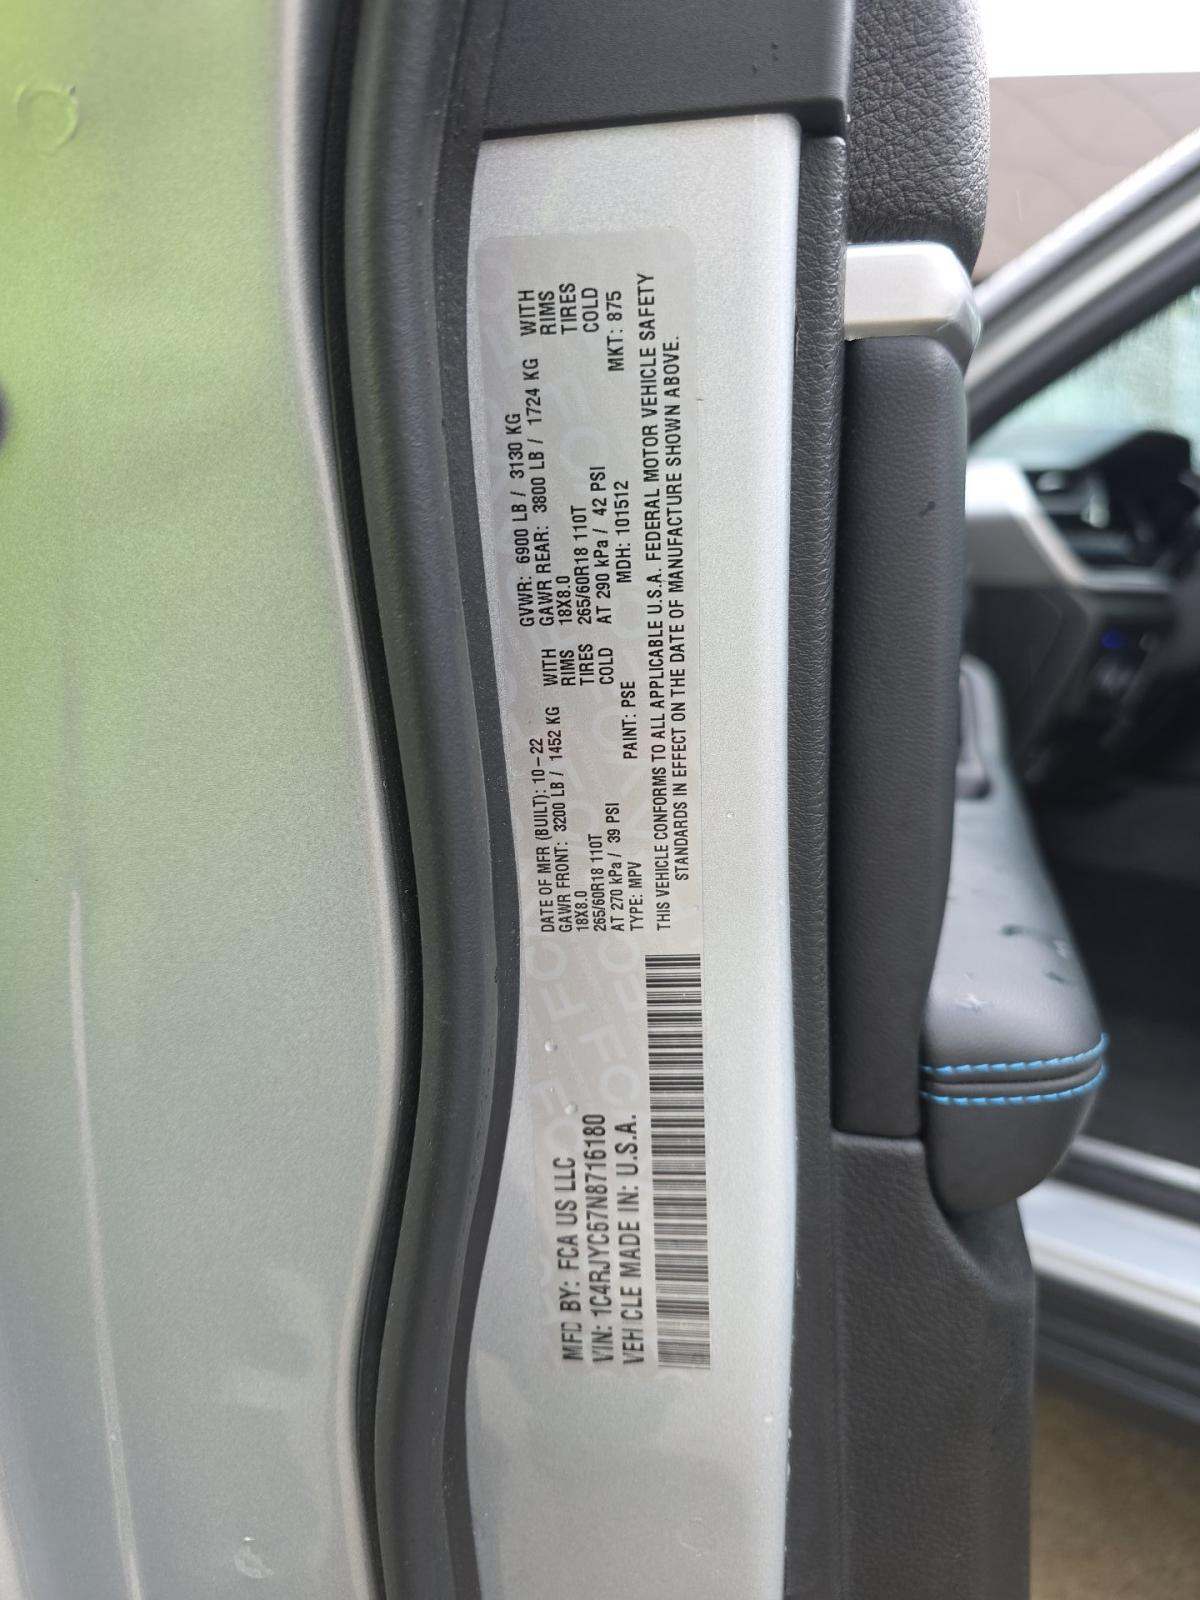 MFD BY: FCA US LLC
VIN: 1C4RJYC67N8716180
VEHICLE MADE IN: U.S.A.
DATE OF MFR (BUILT): 10-22
GAWR FRONT: 3200 LB / 1452 KG WITH
18X8.0 RIMS
265/60R18 110T TIRES
AT 270 kPa / 39 PSI COLD
TYPE: MPV PAINT: PSE
GVWR: 6900 LB / 3130 KG
GAWR REAR: 3800 LB / 1724 KG WITH
18X8.0 RIMS
265/60R18 110T TIRES
AT 290 kPa / 42 PSI COLD
MDH: 101512 MKT: 875
THIS VEHICLE CONFORMS TO ALL APPLICABLE U.S.A. FEDERAL MOTOR VEHICLE SAFETY
STANDARDS IN EFFECT ON THE DATE OF MANUFACTURE SHOWN ABOVE.